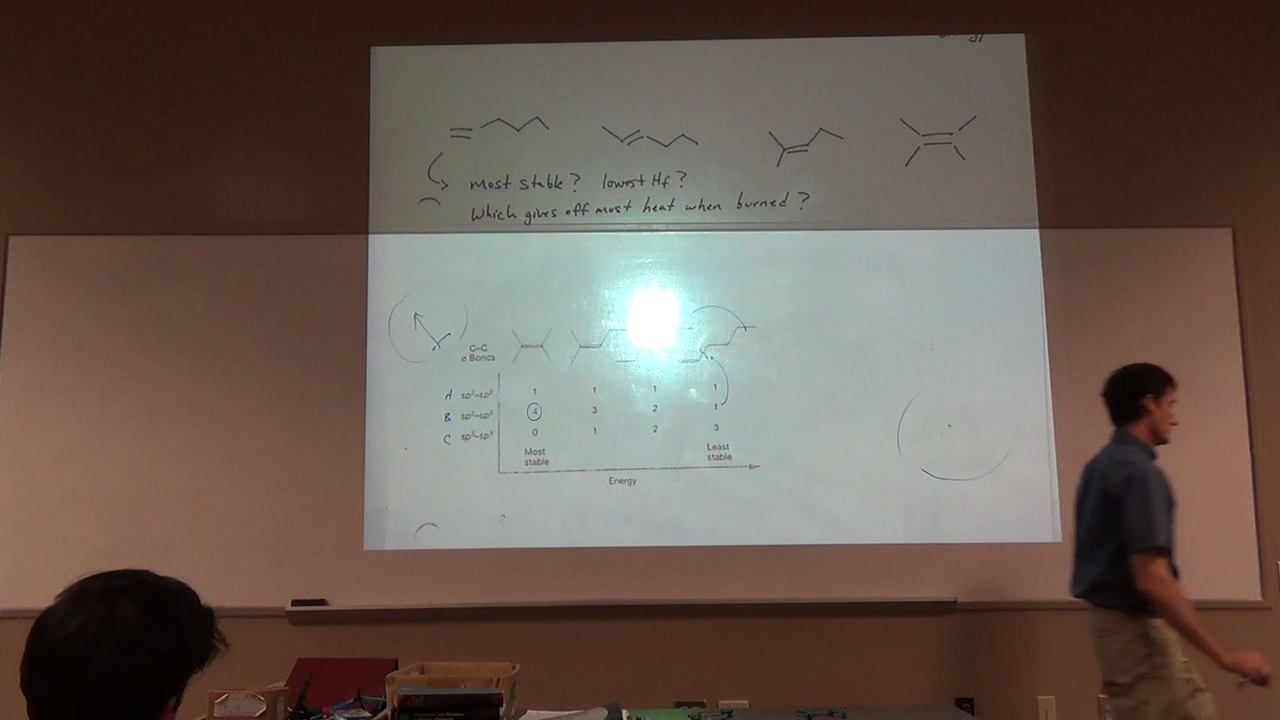 most stable? lowest Hf?
Which gives off most heat when burned?
C–C
σ Bonds
A sp²–sp² 1 1 1 1
B sp²–sp³ 4 3 2 1
C sp³–sp³ 0 1 2 3
Most stable Least stable
Energy